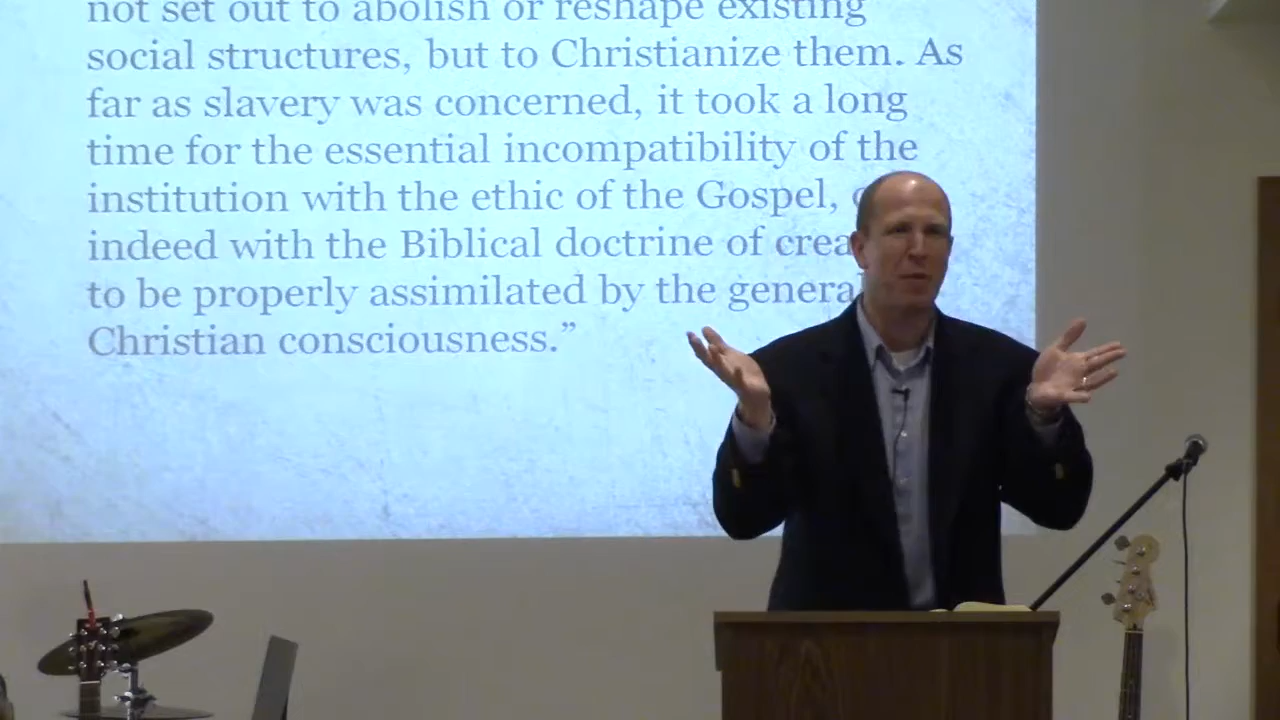 not set out to abolish or reshape existing
social structures, but to Christianize them. As
far as slavery was concerned, it took a long
time for the essential incompatibility of the
institution with the ethic of the Gospel,
indeed with the Biblical doctrine of crea
to be properly assimilated by the genera
Christian consciousness.”